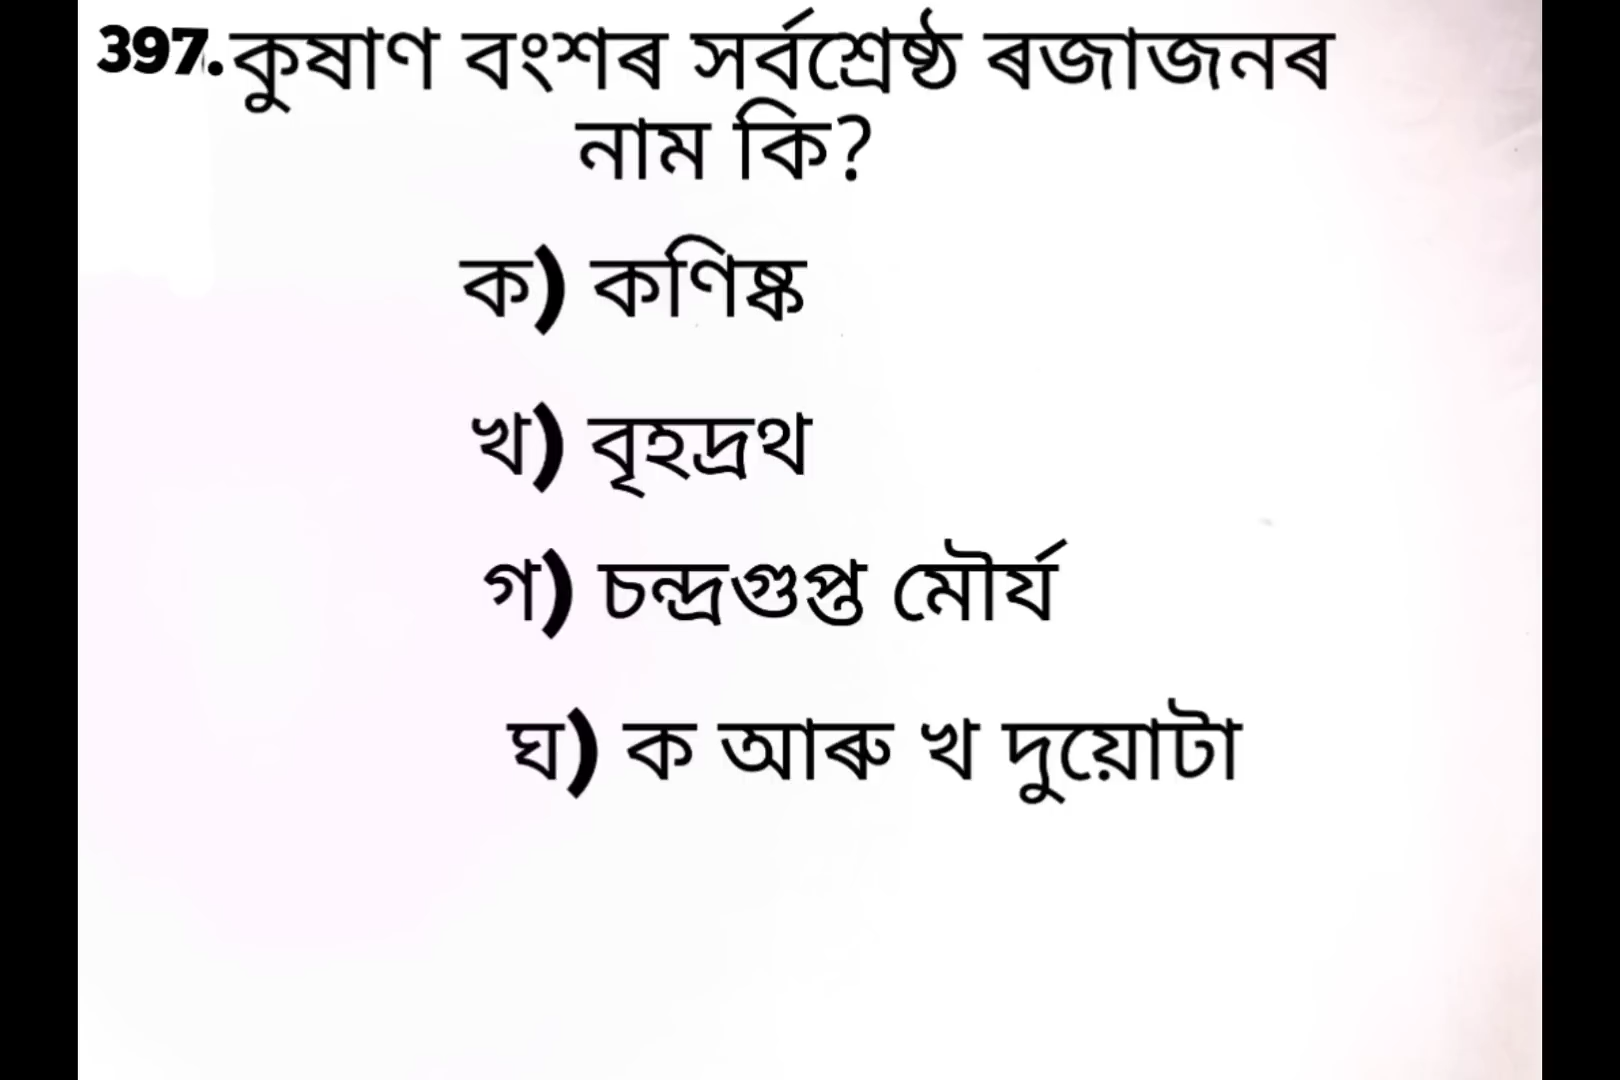 397. কুষাণ বংশৰ সৰ্বশ্ৰেষ্ঠ ৰজাজনৰ
নাম কি?
ক) কণিষ্ক
খ) বৃহদ্ৰথ
গ) চন্দ্ৰগুপ্ত মৌৰ্য
ঘ) ক আৰু খ দুয়োটা